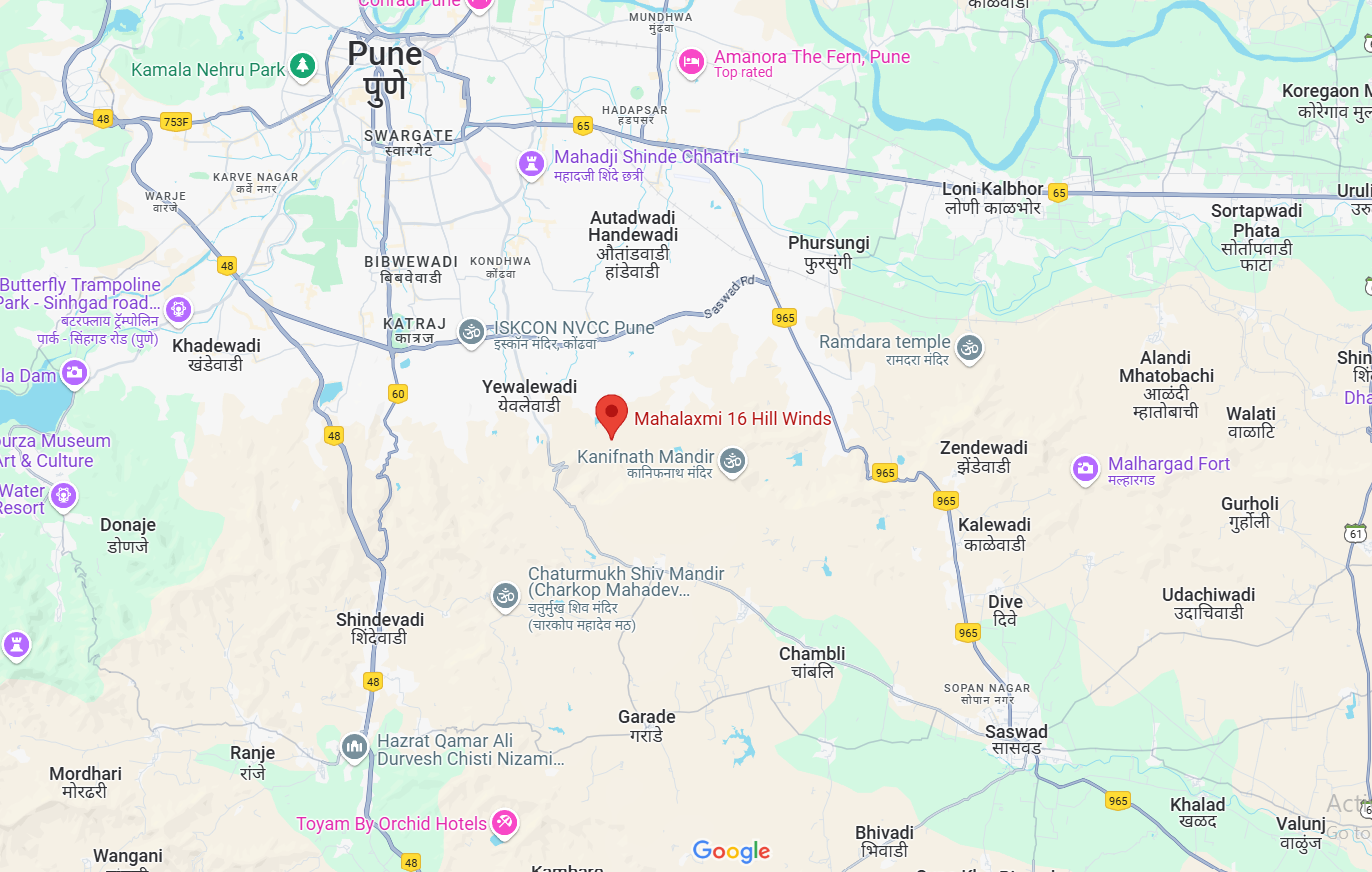 Conrad Pune
MUNDHWA
मुंढवा
काळेवाडी
Pune
पुणे
Kamala Nehru Park
Amanora The Fern, Pune
Top rated
Koregaon M
कोरेगाव मुल
48
753F
HADAPSAR
हडपसर
65
SWARGATE
स्वारगेट
Mahadji Shinde Chhatri
महादजी शिंदे छत्री
KARVE NAGAR
कर्वे नगर
WARJE
वारजे
Loni Kalbhor
लोणी काळभोर
65
Uruli
उरु
Autadwadi
Handewadi
औतांडवाडी
हांडेवाडी
Sortapwadi
Phata
सोर्तापवाडी
फाटा
Phursungi
फुरसुंगी
48
BIBWEWADI
बिबवेवाडी
KONDHWA
कोंढवा
Butterfly Trampoline
Park - Sinhgad road...
बटरफ्लाय ट्रॅम्पोलिन
पार्क - सिंहगड रोड (पुणे)
Saswad Rd
965
KATRAJ
कात्रज
ISKCON NVCC Pune
इस्कॉन मंदिर, कोंढवा
Khadewadi
खंडेवाडी
Ramdara temple
रामदरा मंदिर
Alandi
Mhatobachi
आळंदी
म्हातोबाची
Shin
शिं
la Dam
Yewalewadi
येवलेवाडी
60
Dha
Mahalaxmi 16 Hill Winds
Walati
वाळाटि
48
ourza Museum
Art & Culture
Kanifnath Mandir
कानिफनाथ मंदिर
Zendewadi
झेंडेवाडी
Malhargad Fort
मल्हारगड
965
Water
Resort
965
Gurholi
गुर्होली
Donaje
डोणजे
Kalewadi
काळेवाडी
61
Chaturmukh Shiv Mandir
(Charkop Mahadev...
चतुर्मुख शिव मंदिर
(चारकोप महादेव मठ)
Dive
दिवे
Udachiwadi
उदाचिवाडी
Shindevadi
शिंदेवाडी
965
Chambli
चांबलि
48
SOPAN NAGAR
सोपान नगर
Garade
गराडे
Saswad
सासवड
Ranje
रांजे
Hazrat Qamar Ali
Durvesh Chisti Nizami...
Mordhari
मोरढरी
965
Khalad
खळद
Acti
Go to
Toyam By Orchid Hotels
Valunj
वाळुंज
Bhivadi
भिवाडी
Google
Wangani
48
Kambare